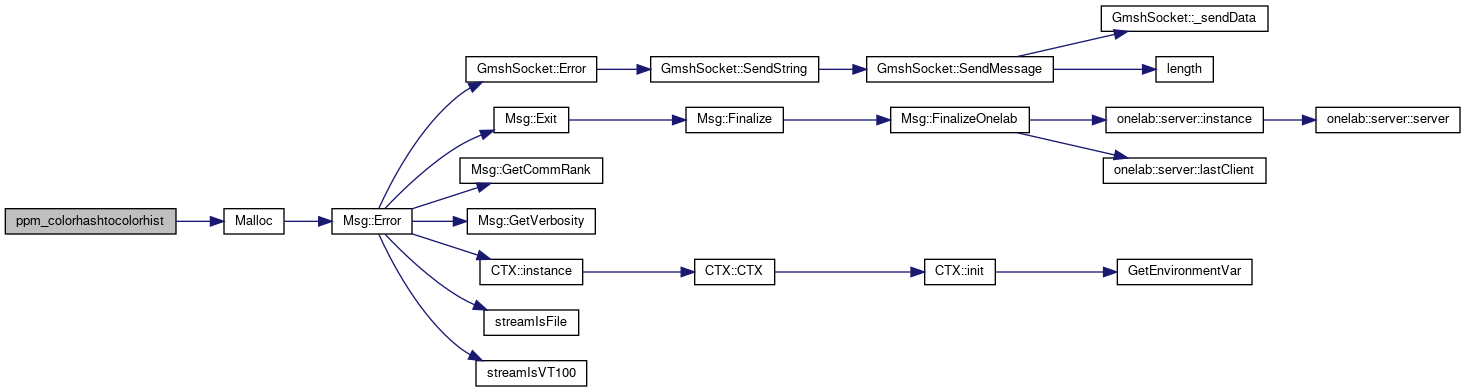 GmshSocket::_sendData
GmshSocket::Error
GmshSocket::SendString
GmshSocket::SendMessage
length
Msg::Exit
Msg::Finalize
Msg::FinalizeOnelab
onelab::server::instance
onelab::server::server
Msg::GetCommRank
onelab::server::lastClient
ppm_colorhashtocolorhist
Malloc
Msg::Error
Msg::GetVerbosity
CTX::instance
CTX::CTX
CTX::init
GetEnvironmentVar
streamIsFile
streamIsVT100